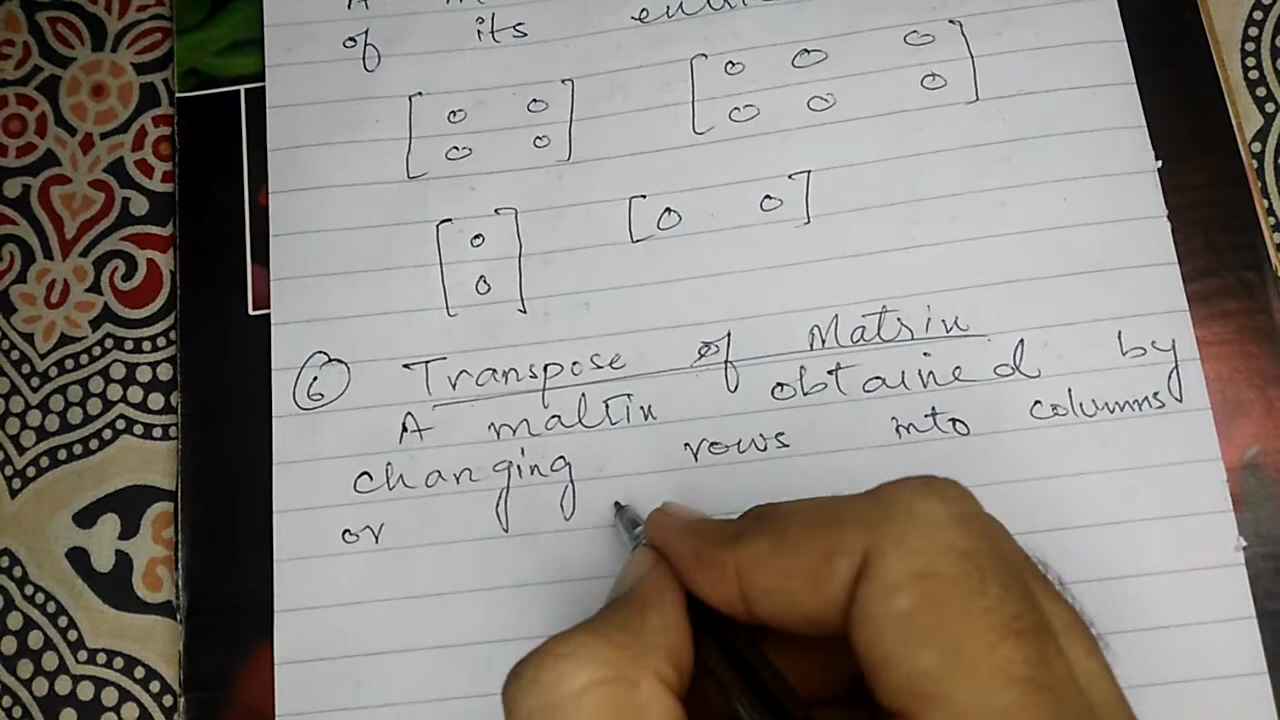 of its
[ 0 0 ] [ 0 0 0 ]
[ 0 0 ] [ 0 0 0 ]
[ 0 ] [ 0 0 ]
[ 0 ]
6 Transpose of Matrix
A matrix obtained by
changing rows into columns
or